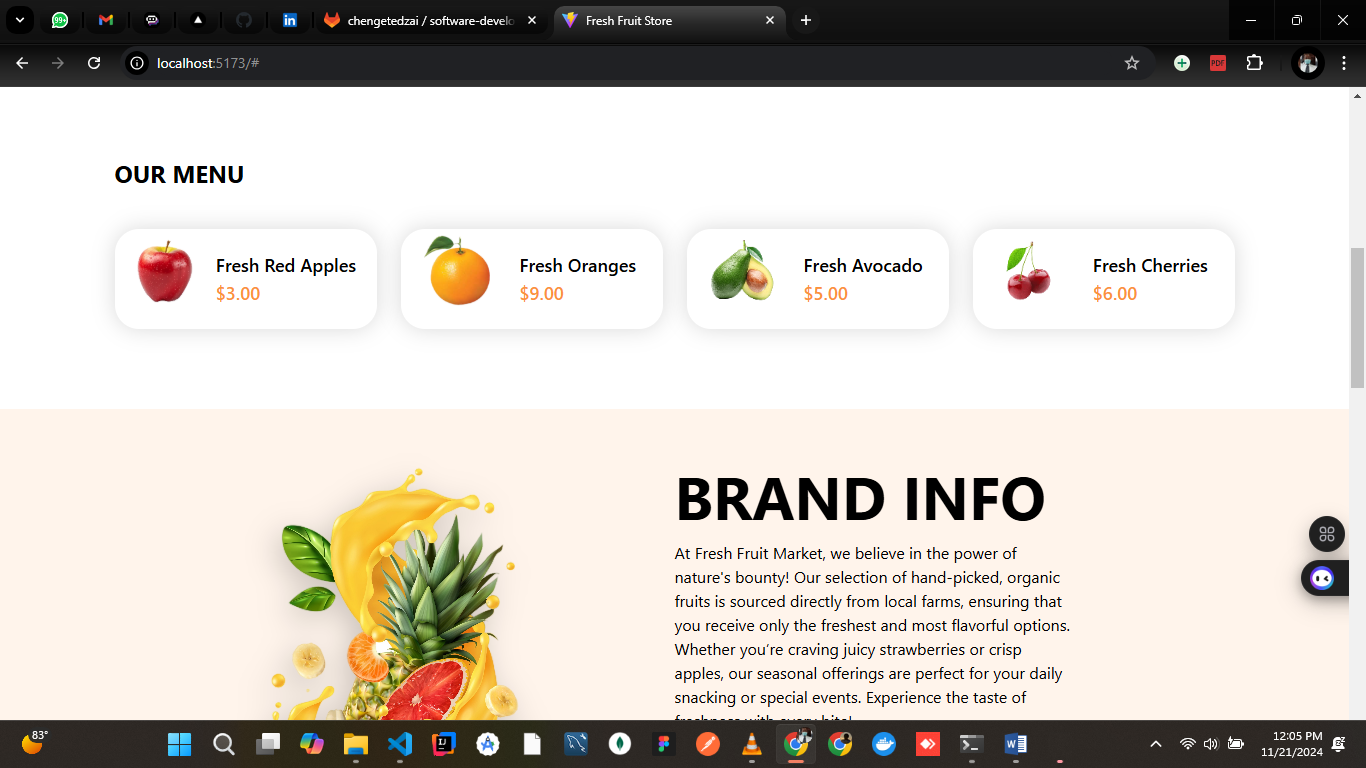 99+
chengetedzai / software-develo
Fresh Fruit Store
localhost:5173/#
PDF
OUR MENU
Fresh Red Apples
$3.00
Fresh Oranges
$9.00
Fresh Avocado
$5.00
Fresh Cherries
$6.00
BRAND INFO
At Fresh Fruit Market, we believe in the power of
nature's bounty! Our selection of hand-picked, organic
fruits is sourced directly from local farms, ensuring that
you receive only the freshest and most flavorful options.
Whether you’re craving juicy strawberries or crisp
apples, our seasonal offerings are perfect for your daily
snacking or special events. Experience the taste of
freshness with every bite!
83°
12:05 PM
11/21/2024